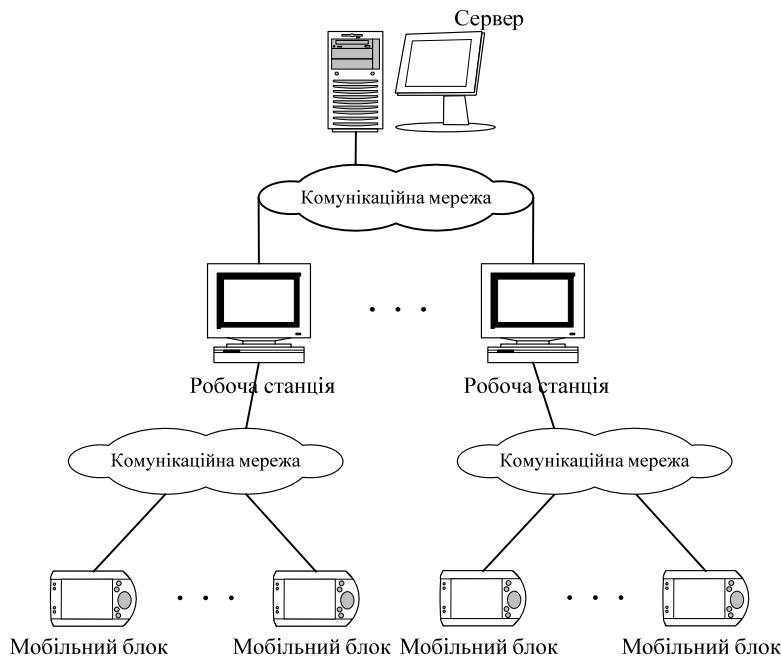 Сервер
Комунікаційна мережа
Робоча станція
Робоча станція
Комунікаційна мережа
Комунікаційна мережа
Мобільний блок
Мобільний блок
Мобільний блок
Мобільний блок